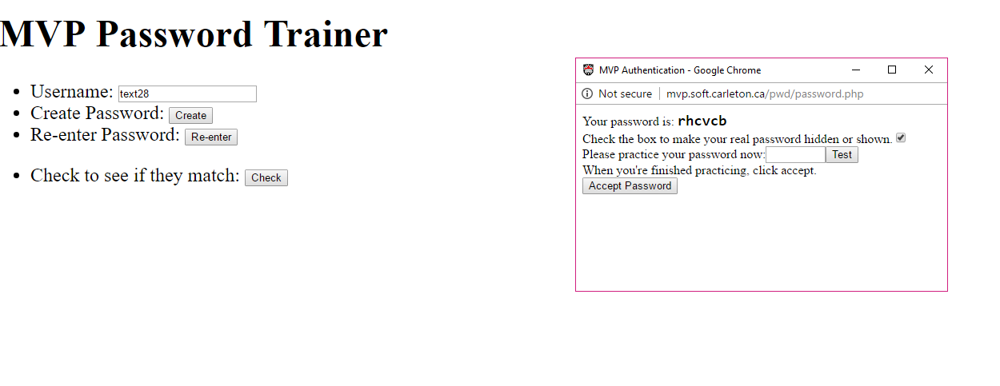 MVP Password Trainer
Username: text28
Create Password: Create
Re-enter Password: Re-enter
Check to see if they match: Check
MVP Authentication - Google Chrome
Not secure mvp.soft.carleton.ca/pwd/password.php
Your password is: rhcvcb
Check the box to make your real password hidden or shown.
Please practice your password now: Test
When you're finished practicing, click accept.
Accept Password